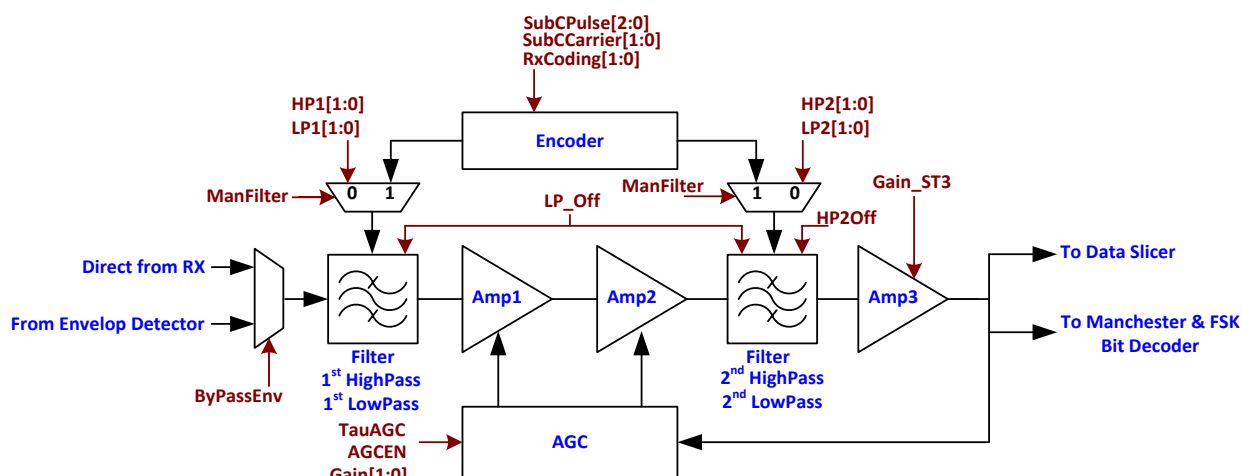 SubCPulse[2:0]
SubCCarrier[1:0]
RxCoding[1:0]
HP1[1:0]
LP1[1:0]
HP2[1:0]
LP2[1:0]
Encoder
ManFilter
0 1
ManFilter
1 0
Gain_ST3
LP_Off
HP2Off
Direct from RX
From Envelop Detector
Amp1
Amp2
Amp3
To Data Slicer
To Manchester & FSK
Bit Decoder
ByPassEnv
Filter
1st HighPass
1st LowPass
Filter
2nd HighPass
2nd LowPass
TauAGC
AGCEN
Gain[1:0]
AGC